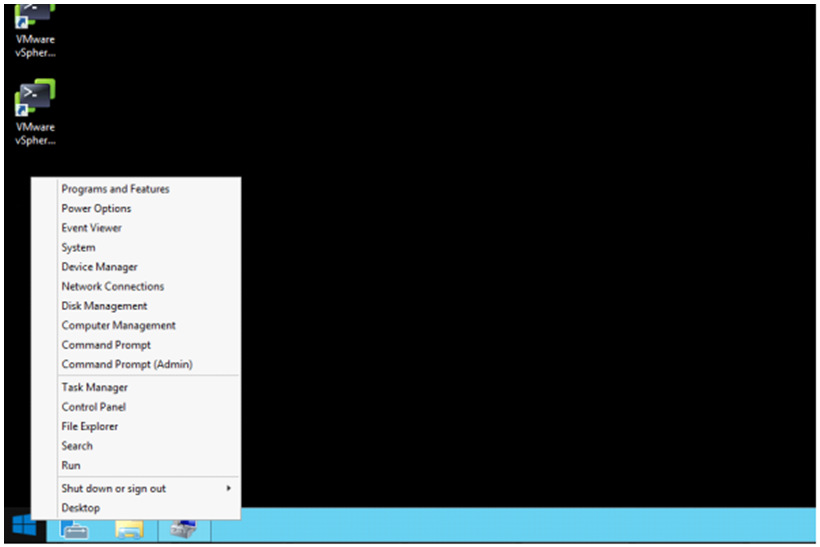 VMware
vSpher...
VMware
vSpher...
Programs and Features
Power Options
Event Viewer
System
Device Manager
Network Connections
Disk Management
Computer Management
Command Prompt
Command Prompt (Admin)
Task Manager
Control Panel
File Explorer
Search
Run
Shut down or sign out
Desktop